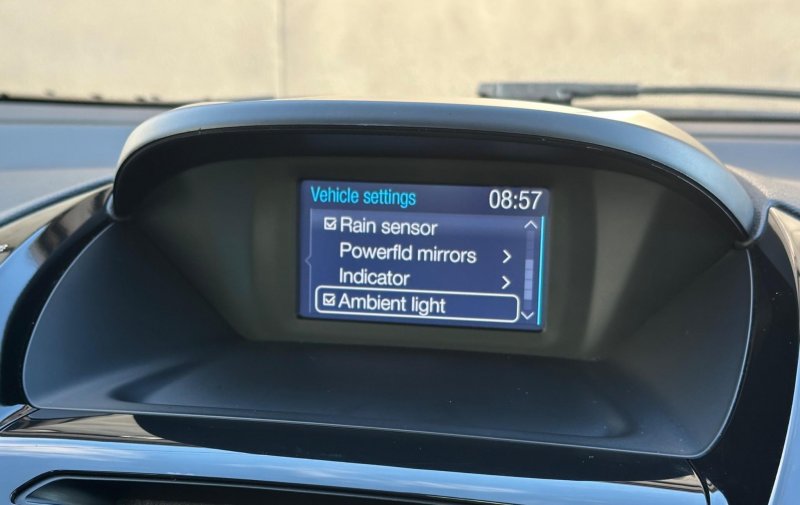 Vehicle settings 08:57
Rain sensor
Powerfld mirrors
Indicator
Ambient light